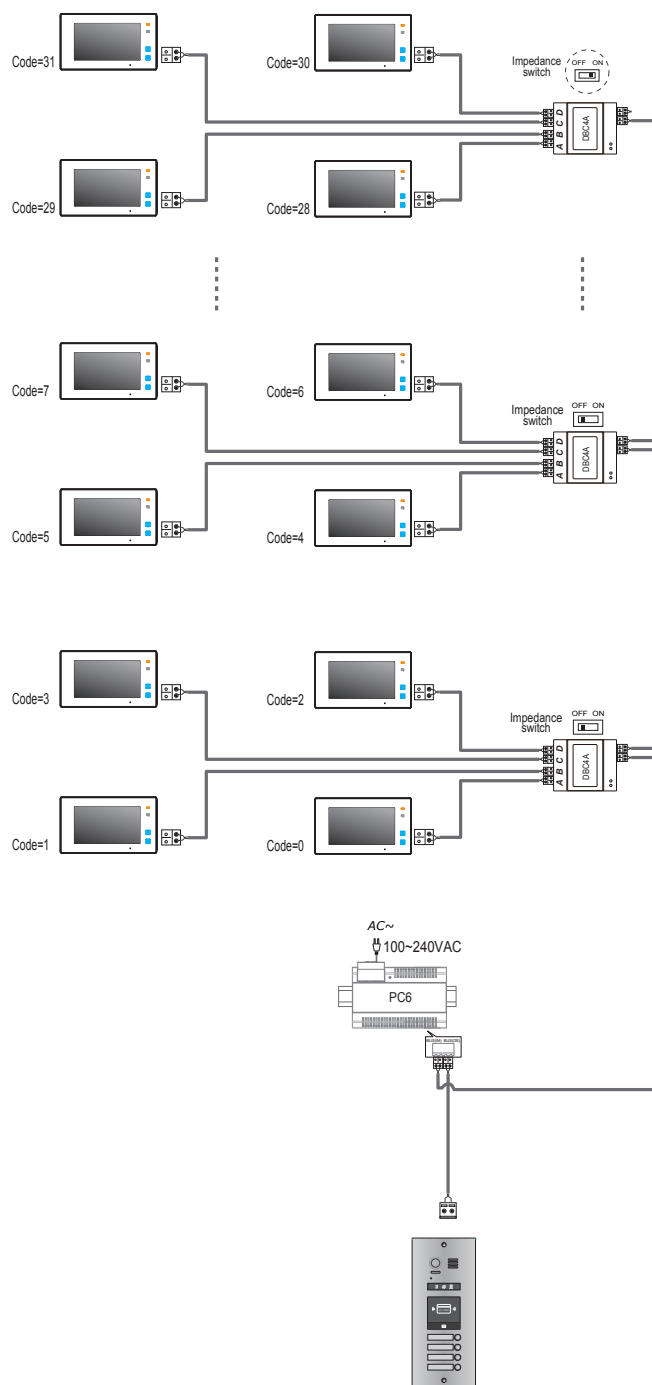 Code=31
Code=30
Impedance
switch
OFF ON
A B C D
DBC4A
Code=29
Code=28
Code=7
Code=6
Impedance
switch
OFF ON
A B C D
DBC4A
Code=5
Code=4
Code=3
Code=2
Impedance
switch
OFF ON
A B C D
DBC4A
Code=1
Code=0
AC~
100~240VAC
PC6